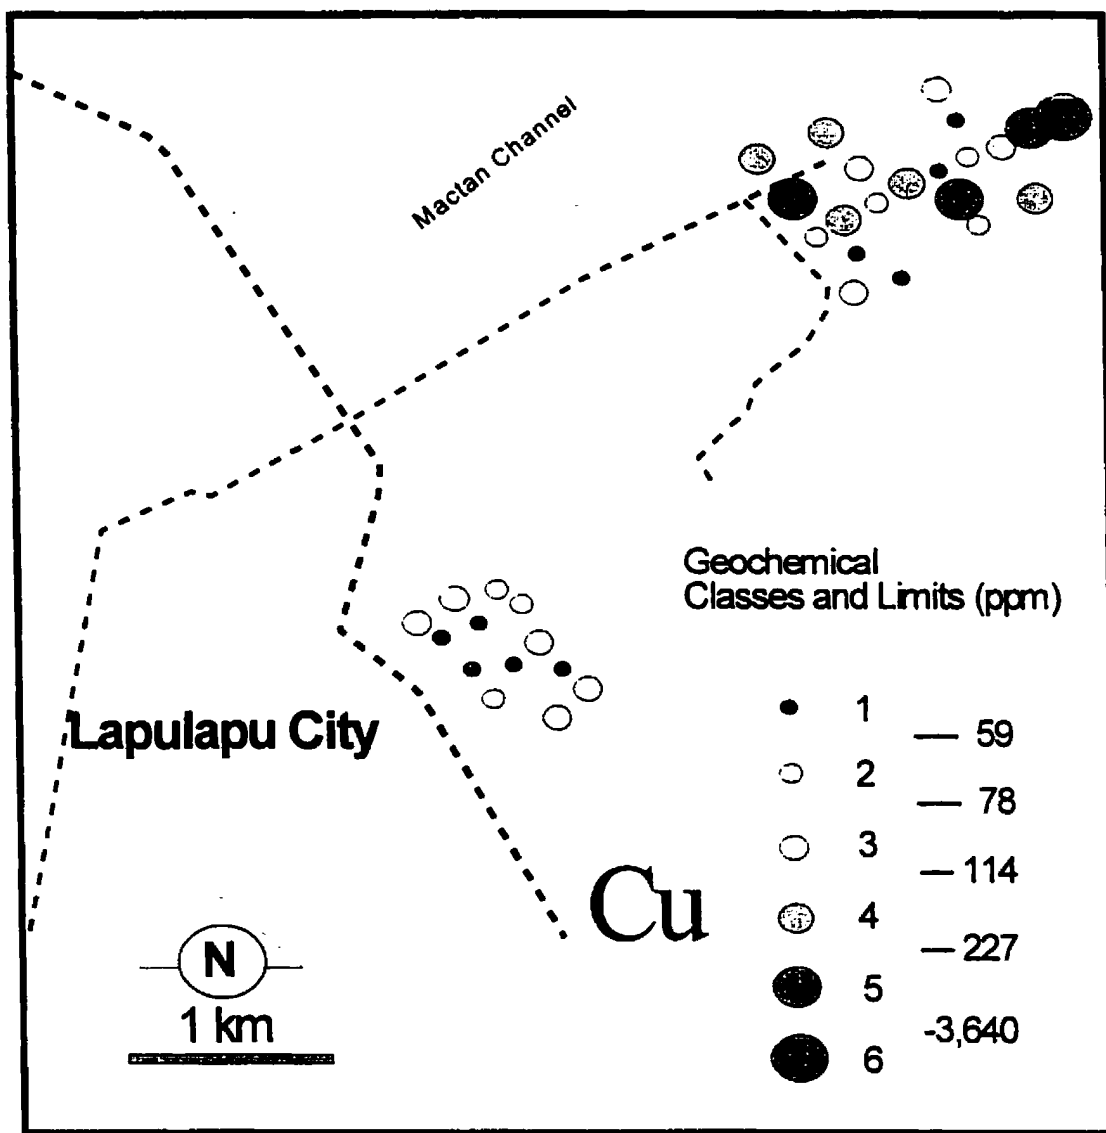 Mactan Channel
Geochemical
Classes and Limits (ppm)
Lapulapu City
1
59
2
78
3
114
4
227
5
-3,640
6
Cu
N
1 km